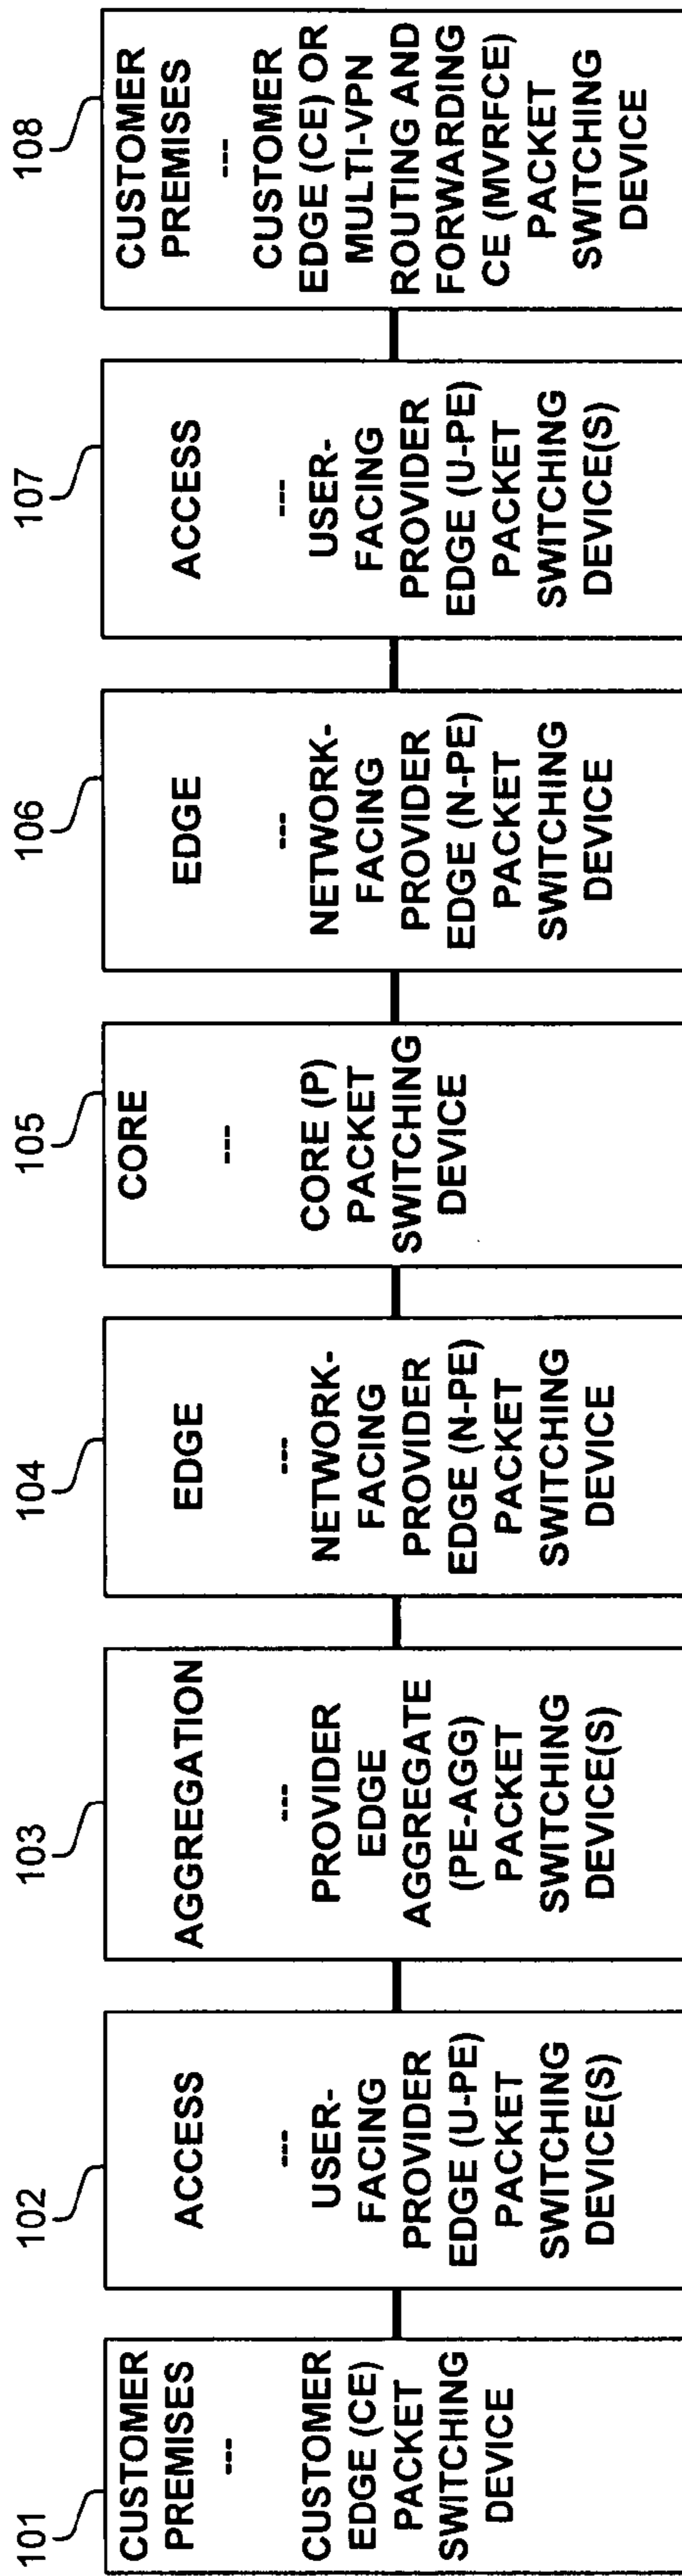 101
CUSTOMER
PREMISES
---
CUSTOMER
EDGE (CE)
PACKET
SWITCHING
DEVICE
102
ACCESS
---
USER-
FACING
PROVIDER
EDGE (U-PE)
PACKET
SWITCHING
DEVICE(S)
103
AGGREGATION
---
PROVIDER
EDGE
AGGREGATE
(PE-AGG)
PACKET
SWITCHING
DEVICE(S)
104
EDGE
---
NETWORK-
FACING
PROVIDER
EDGE (N-PE)
PACKET
SWITCHING
DEVICE
105
CORE
---
CORE (P)
PACKET
SWITCHING
DEVICE
106
EDGE
---
NETWORK-
FACING
PROVIDER
EDGE (N-PE)
PACKET
SWITCHING
DEVICE
107
ACCESS
---
USER-
FACING
PROVIDER
EDGE (U-PE)
PACKET
SWITCHING
DEVICE(S)
108
CUSTOMER
PREMISES
---
CUSTOMER
EDGE (CE) OR
MULTI-VPN
ROUTING AND
FORWARDING
CE (MVRFCE)
PACKET
SWITCHING
DEVICE